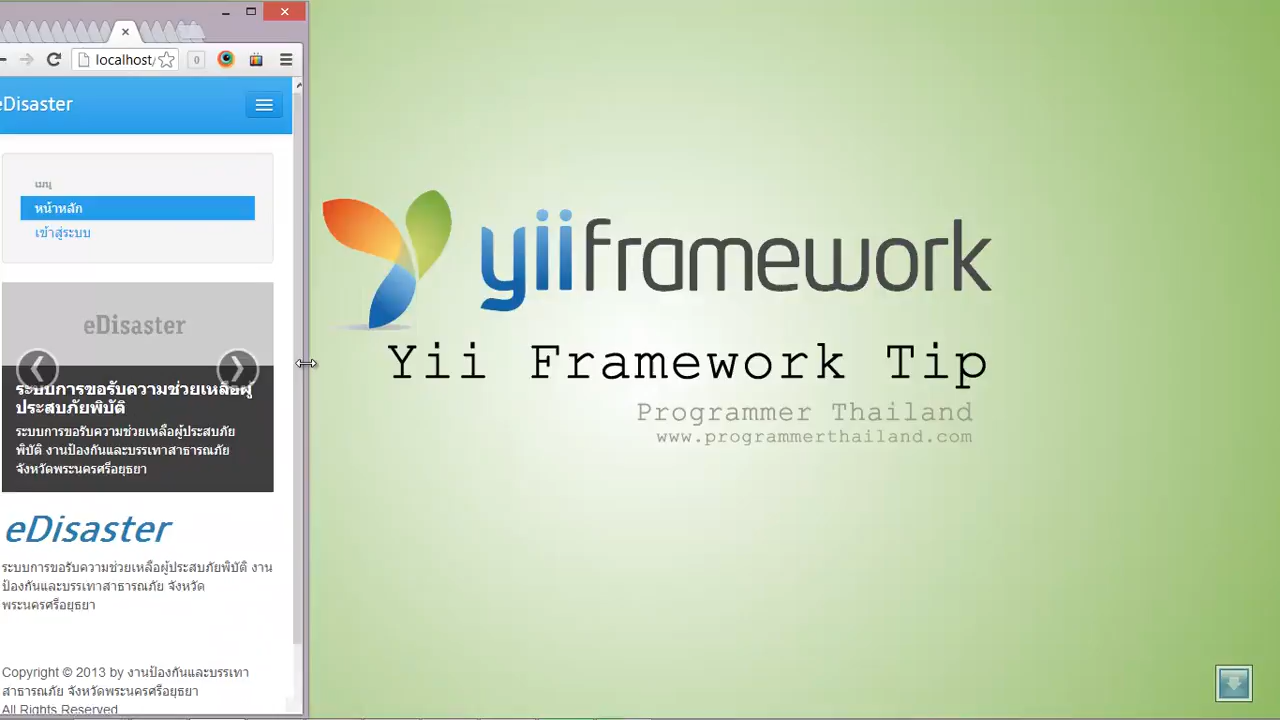 localhost/
0
eDisaster
เมนู
หน้าหลัก
เข้าสู่ระบบ
eDisaster
ระบบการขอรับความช่วยเหลือผู้
ประสบภัยพิบัติ
ระบบการขอรับความช่วยเหลือผู้ประสบภัย
พิบัติ งานป้องกันและบรรเทาสาธารณภัย
จังหวัดพระนครศรีอยุธยา
eDisaster
ระบบการขอรับความช่วยเหลือผู้ประสบภัยพิบัติ งาน
ป้องกันและบรรเทาสาธารณภัย จังหวัด
พระนครศรีอยุธยา
Copyright © 2013 by งานป้องกันและบรรเทา
สาธารณภัย จังหวัดพระนครศรีอยุธยา
All Rights Reserved
yiiframework
Yii Framework Tip
Programmer Thailand
www.programmerthailand.com